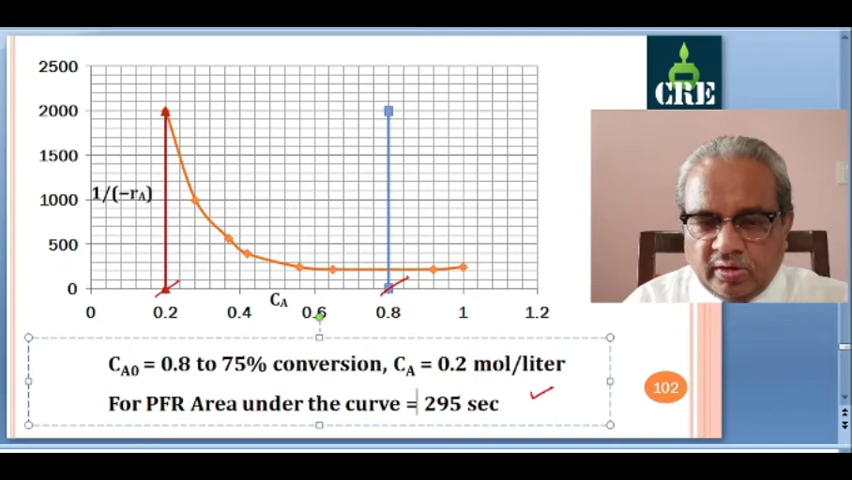 2500
2000
1500
1000
500
0
1/(−rA)
0 0.2 0.4 0.6 0.8 1 1.2
CA
CRE
CA0 = 0.8 to 75% conversion, CA = 0.2 mol/liter
For PFR Area under the curve = 295 sec
102